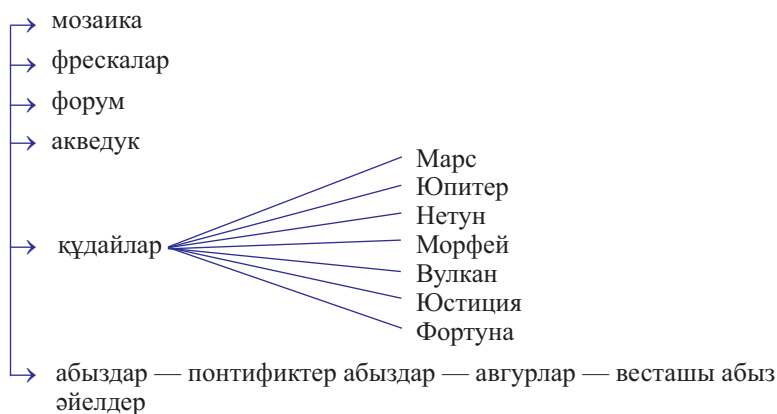 мозаика
фрескалар
форум
акведук
құдайлар
Марс
Юпитер
Нетун
Морфей
Вулкан
Юстиция
Фортуна
абыздар — понтификтер абыздар — авгурлар — весташы абыз
әйелдер